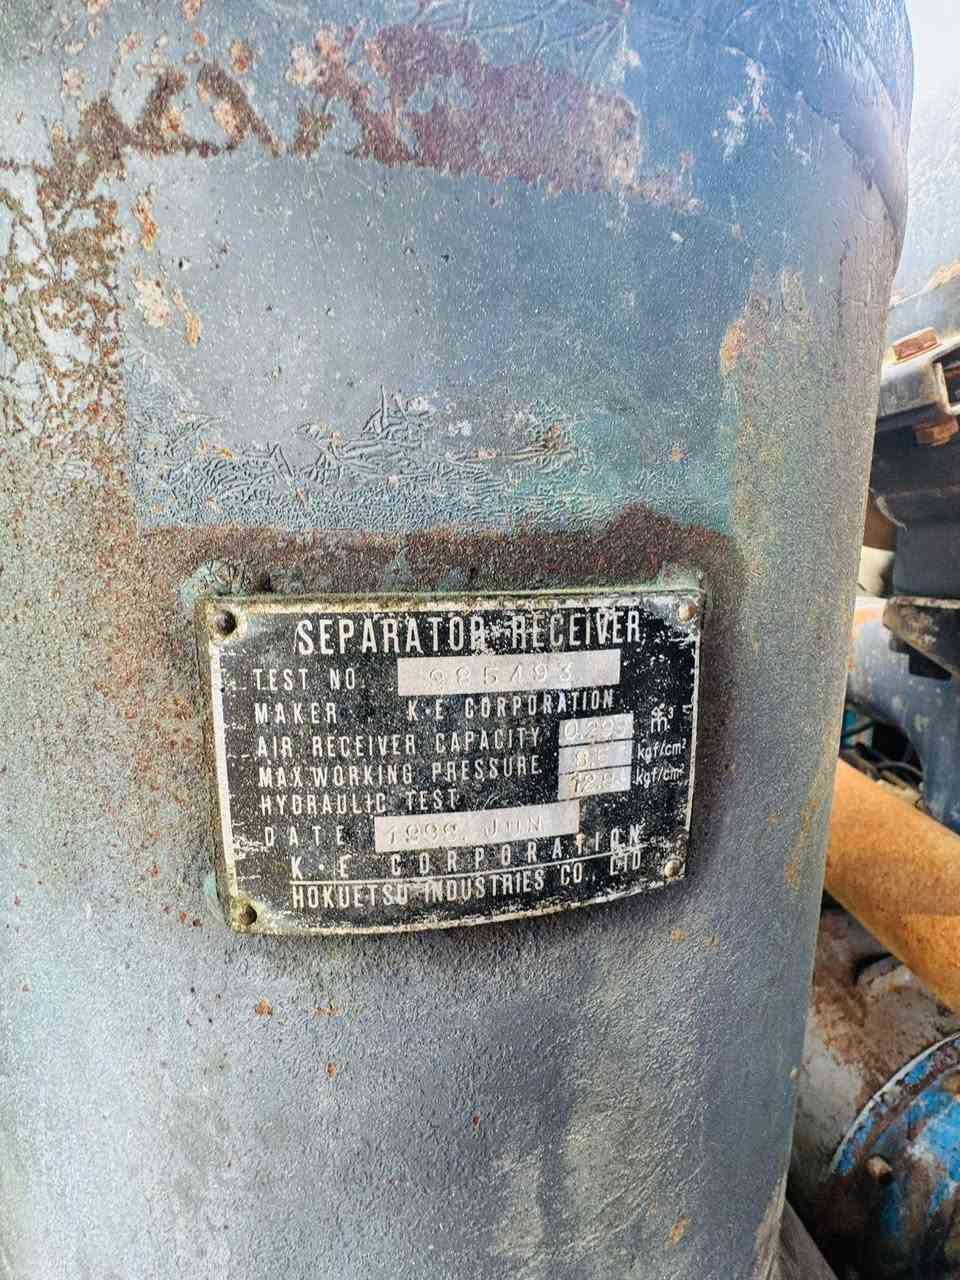 SEPARATOR RECEIVER
TEST NO
MAKER K·E CORPORATION
AIR RECEIVER CAPACITY m³
MAX.WORKING PRESSURE kgf/cm²
HYDRAULIC TEST kgf/cm²
DATE JUN
K·E CORPORATION
HOKUETSU INDUSTRIES CO., LTD